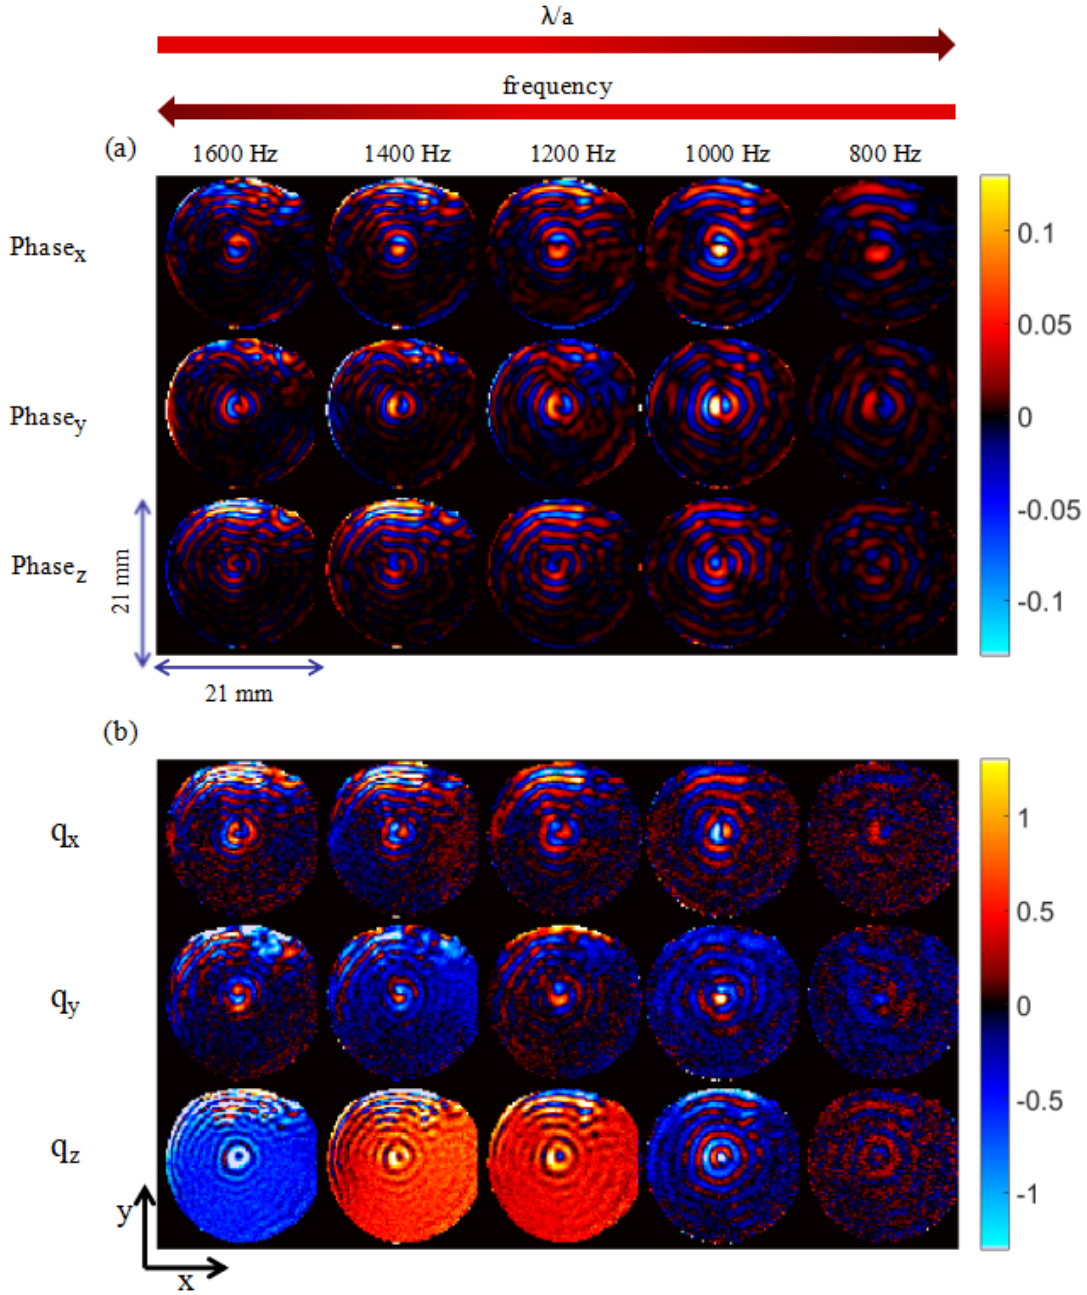 λ/a
frequency
(a)
1600 Hz 1400 Hz 1200 Hz 1000 Hz 800 Hz
Phasex
Phasey
Phasez
0.1
0.05
0
-0.05
-0.1
21 mm
21 mm
(b)
qx
qy
qz
1
0.5
0
-0.5
-1
y
x